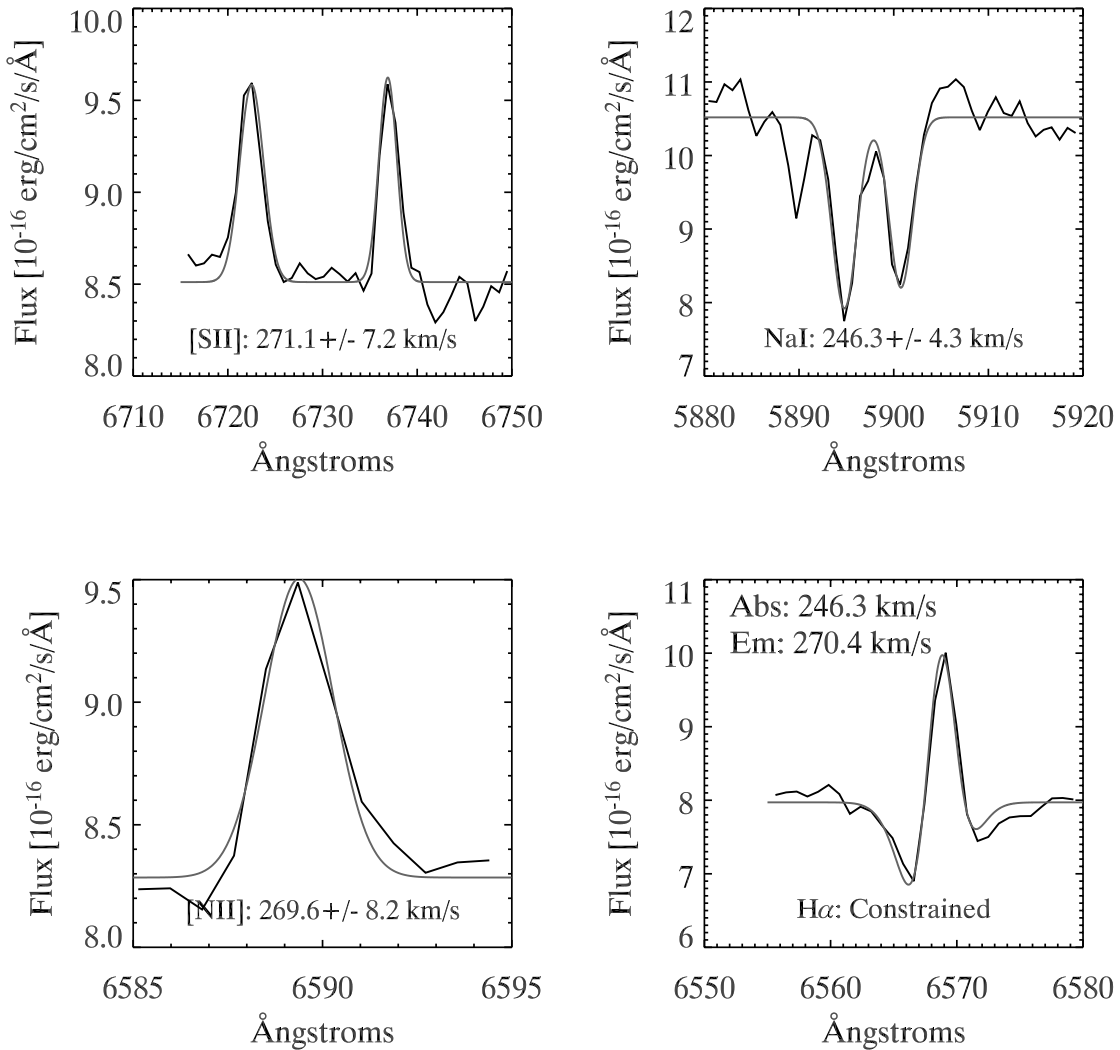 10.0
9.5
9.0
8.5
8.0
Flux [10⁻¹⁶ erg/cm²/s/Å]
[SII]: 271.1+/- 7.2 km/s
6710 6720 6730 6740 6750
Ångstroms
12
11
10
9
8
7
Flux [10⁻¹⁶ erg/cm²/s/Å]
NaI: 246.3+/- 4.3 km/s
5880 5890 5900 5910 5920
Ångstroms
9.5
9.0
8.5
8.0
Flux [10⁻¹⁶ erg/cm²/s/Å]
[NII]: 269.6+/- 8.2 km/s
6585 6590 6595
Ångstroms
11
10
9
8
7
6
Flux [10⁻¹⁶ erg/cm²/s/Å]
Abs: 246.3 km/s
Em: 270.4 km/s
Hα: Constrained
6550 6560 6570 6580
Ångstroms